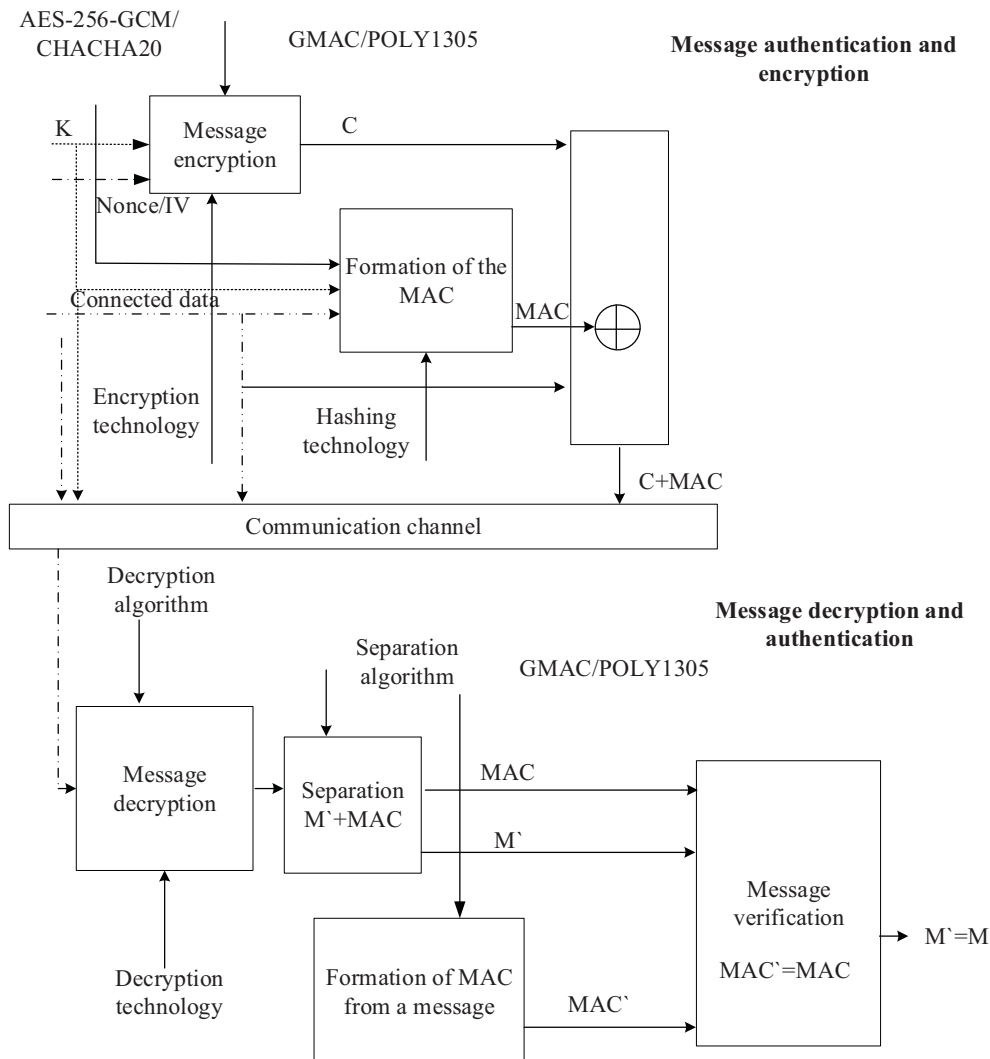 AES-256-GCM/
CHACHA20
GMAC/POLY1305
Message authentication and
encryption
K
Message
encryption
C
Nonce/IV
Formation of the
MAC
Connected data
MAC
Encryption
technology
Hashing
technology
C+MAC
Communication channel
Decryption
algorithm
Message decryption and
authentication
Separation
algorithm
GMAC/POLY1305
Message
decryption
Separation
M`+MAC
MAC
M`
Message
verification
MAC`=MAC
M`=M
Decryption
technology
Formation of MAC
from a message
MAC`